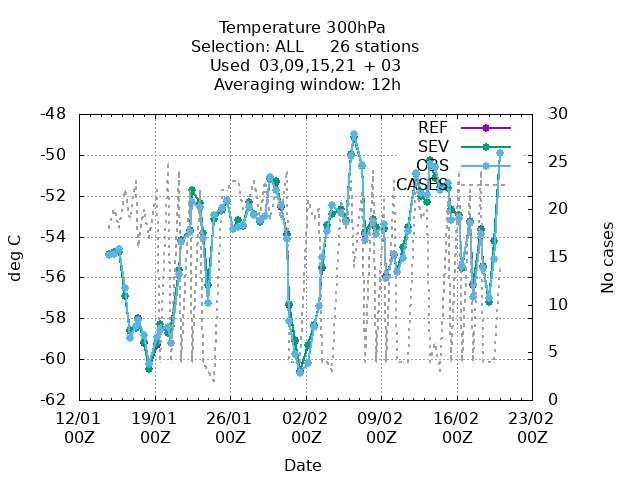 Temperature 300hPa
Selection: ALL 26 stations
Used 03,09,15,21 + 03
Averaging window: 12h
-48 30
REF
SEV
OBS
CASES
-50 25
-52 20
-54
deg C
No cases
15
-56 10
-58 5
-60
-62 0
12/01 19/01 26/01 02/02 09/02 16/02 23/02
00Z 00Z 00Z 00Z 00Z 00Z 00Z
Date